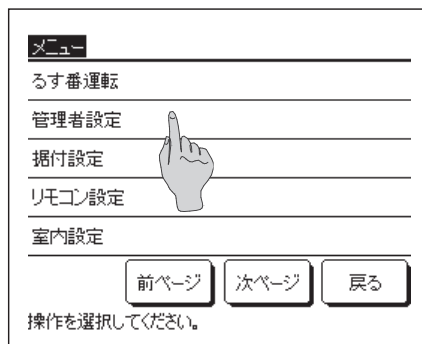 メニュー
るす番運転
管理者設定
据付設定
リモコン設定
室内設定
前ページ 次ページ 戻る
操作を選択してください。